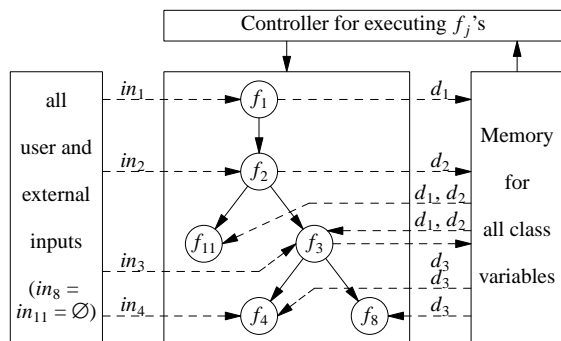 Controller for executing f_j's
all
user and
external
inputs
(in_8 =
in_11 = ∅)
in_1
in_2
in_3
in_4
f_1
f_2
f_11
f_3
f_4
f_8
d_1
d_2
d_1, d_2
d_1, d_2
d_3
d_3
d_3
Memory
for
all class
variables